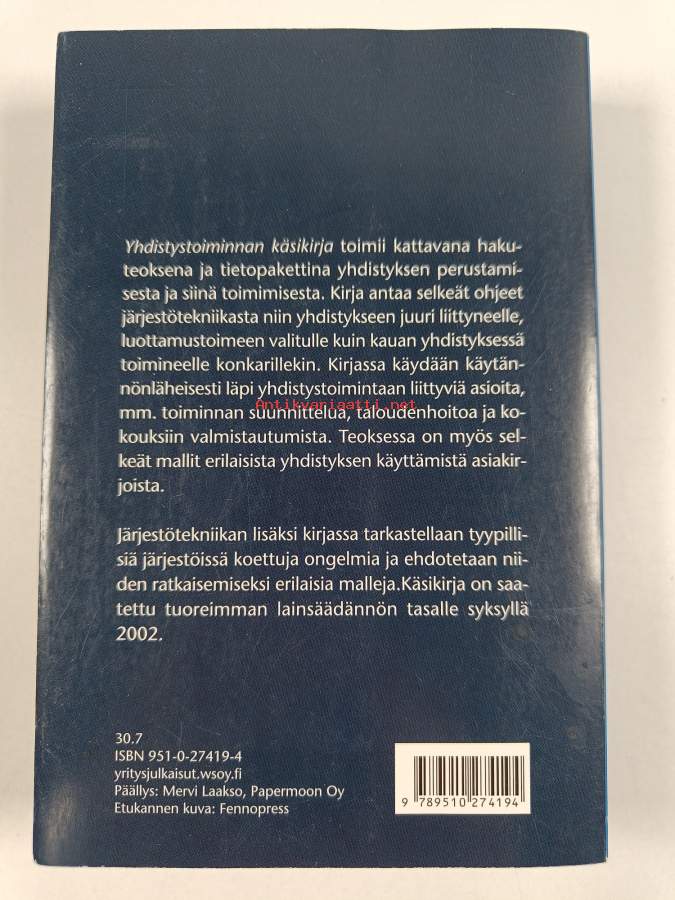 Yhdistystoiminnan käsikirja toimii kattavana haku-
teoksena ja tietopakettina yhdistyksen perustami-
sesta ja siinä toimimisesta. Kirja antaa selkeät ohjeet
järjestötekniikasta niin yhdistykseen juuri liittyneelle,
luottamustoimeen valitulle kuin kauan yhdistyksessä
toimineelle konkarillekin. Kirjassa käydään käytän-
nönläheisesti läpi yhdistystoimintaan liittyviä asioita,
Antikvariaatti.net
mm. toiminnan suunnittelua, taloudenhoitoa ja ko-
kouksiin valmistautumista. Teoksessa on myös sel-
keät mallit erilaisista yhdistyksen käyttämistä asiakir-
joista.
Järjestötekniikan lisäksi kirjassa tarkastellaan tyypilli-
siä järjestöissä koettuja ongelmia ja ehdotetaan nii-
den ratkaisemiseksi erilaisia malleja.Käsikirja on saa-
tettu tuoreimman lainsäädännön tasalle syksyllä
2002.
30.7
ISBN 951-0-27419-4
yritysjulkaisut.wsoy.fi
Päällys: Mervi Laakso, Papermoon Oy
Etukannen kuva: Fennopress
9 789510 274194